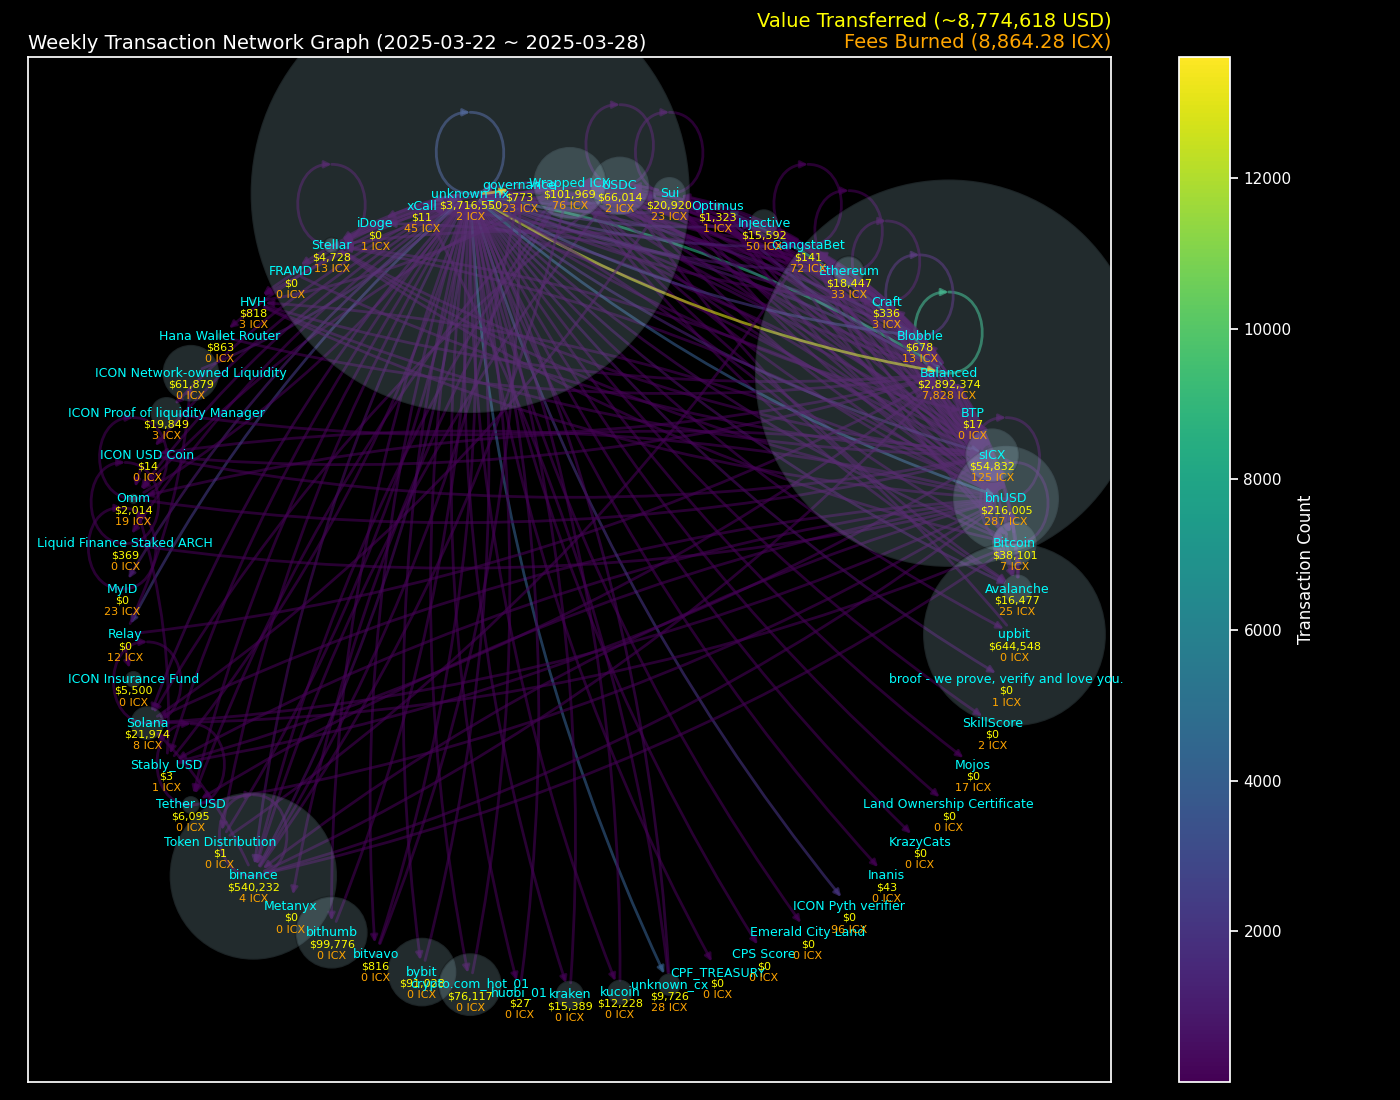 Value Transferred (~8,774,618 USD)
Weekly Transaction Network Graph (2025-03-22 ~ 2025-03-28)
Fees Burned (8,864.28 ICX)
unknown_hx
$3,716,550
2 ICX
governance
$773
23 ICX
Wrapped ICX
$101,969
76 ICX
USDC
$66,014
2 ICX
Sui
$20,920
23 ICX
Optimus
$1,323
1 ICX
Injective
$15,592
50 ICX
GangstaBet
$141
72 ICX
Ethereum
$18,447
33 ICX
Craft
$336
3 ICX
Blobble
$678
13 ICX
Balanced
$2,892,374
7,828 ICX
BTP
$17
0 ICX
sICX
$54,832
125 ICX
bnUSD
$216,005
287 ICX
Bitcoin
$38,101
7 ICX
Avalanche
$16,477
25 ICX
upbit
$644,548
0 ICX
broof - we prove, verify and love you.
$0
1 ICX
SkillScore
$0
2 ICX
Mojos
$0
17 ICX
Land Ownership Certificate
$0
0 ICX
KrazyCats
$0
0 ICX
Inanis
$43
0 ICX
ICON Pyth verifier
$0
96 ICX
Emerald City Land
$0
0 ICX
CPS Score
$0
0 ICX
CPF_TREASURY
$0
0 ICX
unknown_cx
$9,726
28 ICX
kucoin
$12,228
0 ICX
kraken
$15,389
0 ICX
huobi_01
$27
0 ICX
crypto.com_hot_01
$76,117
0 ICX
bybit
$91,028
0 ICX
bitvavo
$816
0 ICX
bithumb
$99,776
0 ICX
Metanyx
$0
0 ICX
binance
$540,232
4 ICX
Token Distribution
$1
0 ICX
Tether USD
$6,095
0 ICX
Stably_USD
$3
1 ICX
Solana
$21,974
8 ICX
ICON Insurance Fund
$5,500
0 ICX
Relay
$0
12 ICX
MyID
$0
23 ICX
Liquid Finance Staked ARCH
$369
0 ICX
Omm
$2,014
19 ICX
ICON USD Coin
$14
0 ICX
ICON Proof of liquidity Manager
$19,849
3 ICX
ICON Network-owned Liquidity
$61,879
0 ICX
Hana Wallet Router
$863
0 ICX
HVH
$818
3 ICX
FRAMD
$0
0 ICX
Stellar
$4,728
13 ICX
iDoge
$0
1 ICX
xCall
$11
45 ICX
12000
10000
8000
6000
4000
2000
Transaction Count